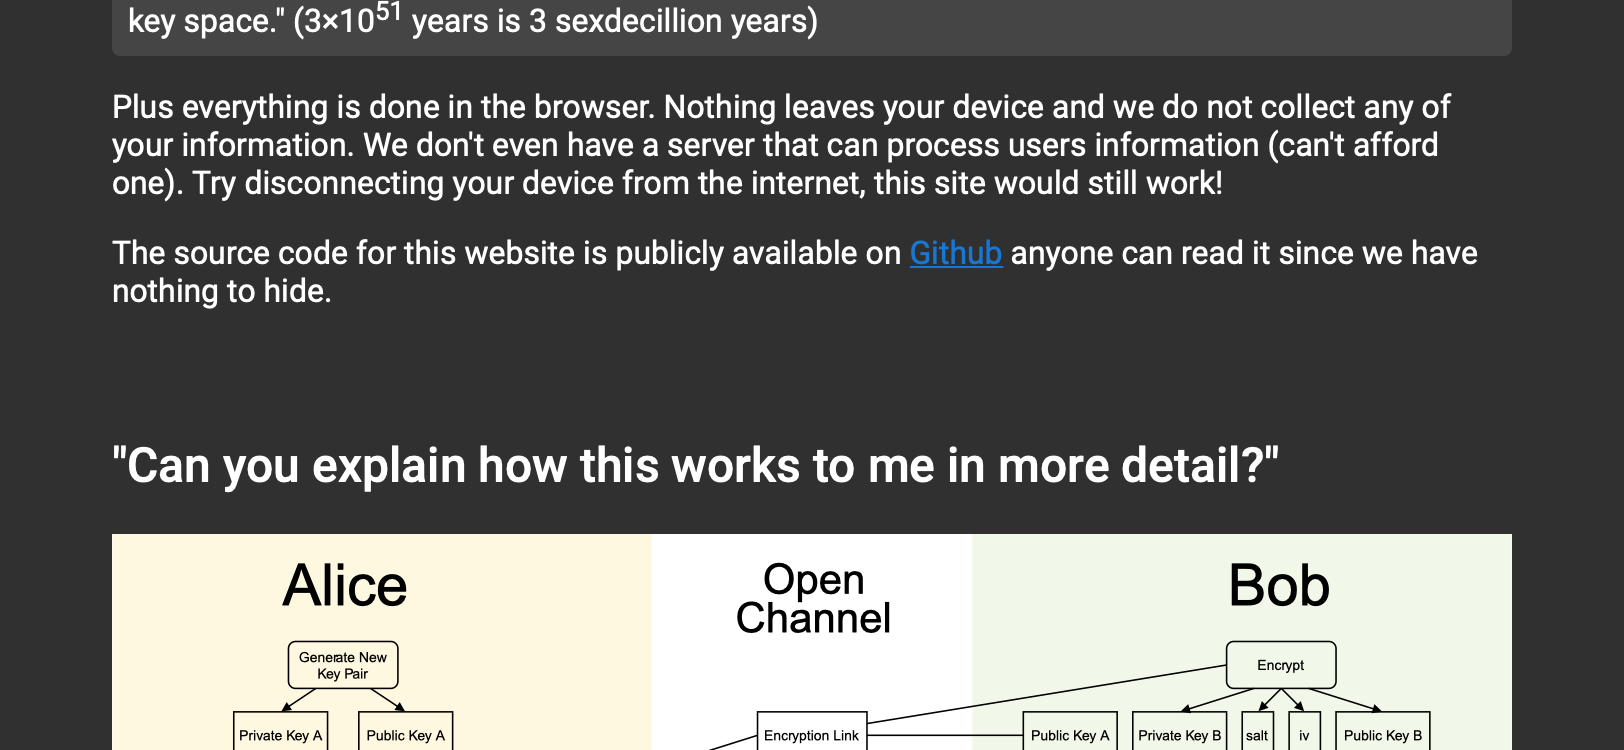 key space." (3×10⁵¹ years is 3 sexdecillion years)
Plus everything is done in the browser. Nothing leaves your device and we do not collect any of
your information. We don't even have a server that can process users information (can't afford
one). Try disconnecting your device from the internet, this site would still work!
The source code for this website is publicly available on Github anyone can read it since we have
nothing to hide.
"Can you explain how this works to me in more detail?"
Alice
Open
Channel
Bob
Generate New
Key Pair
Encrypt
Private Key A
Public Key A
Encryption Link
Public Key A
Private Key B
salt
iv
Public Key B